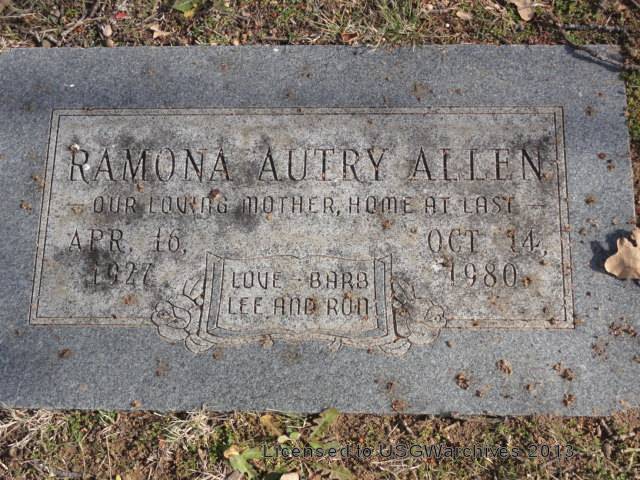 RAMONA AUTRY ALLEN
- OUR LOVING MOTHER, HOME AT LAST -
APR. 16, 1927
OCT 14, 1980
LOVE - BARB
LEE AND RON
Licensed to USGWarchives 2013